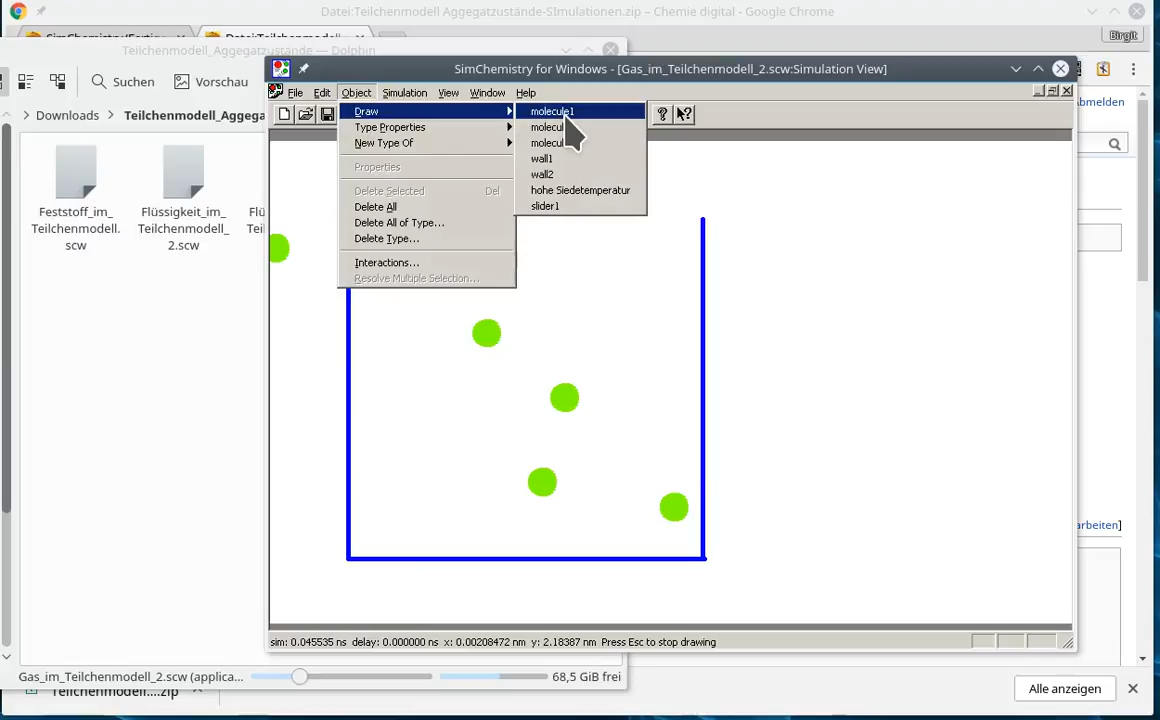 Datei:Teilchenmodell Aggegatzustände-SImulationen.zip – Chemie digital - Google Chrome
Birgit
Teilchenmodell_Aggegatzustände — Dolphin
SimChemistry for Windows - [Gas_im_Teilchenmodell_2.scw:Simulation View]
Suchen
Vorschau
File Edit Object Simulation View Window Help
Downloads
Teilchenmodell_Aggega
Draw
Type Properties
New Type Of
Properties
Delete Selected Del
Delete All
Delete All of Type...
Delete Type...
Interactions...
Resolve Multiple Selection...
molecule1
wall1
wall2
hohe Siedetemperatur
slider1
Feststoff_im_
Teilchenmodell.
scw
Flüssigkeit_im_
Teilchenmodell_
2.scw
sim: 0.045535 ns delay: 0.000000 ns x: 0.00208472 nm y: 2.18387 nm Press Esc to stop drawing
Gas_im_Teilchenmodell_2.scw (applica...
68,5 GiB frei
Teilchenmodell....zip
Alle anzeigen